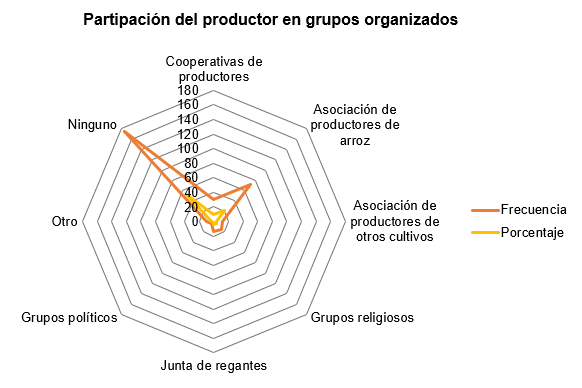 Partipación del productor en grupos organizados
Cooperativas de
productores
180
160
140
120
100
80
60
40
20
0
Asociación de
productores de
arroz
Asociación de
productores de
otros cultivos
Grupos religiosos
Junta de regantes
Grupos políticos
Otro
Ninguno
Frecuencia
Porcentaje